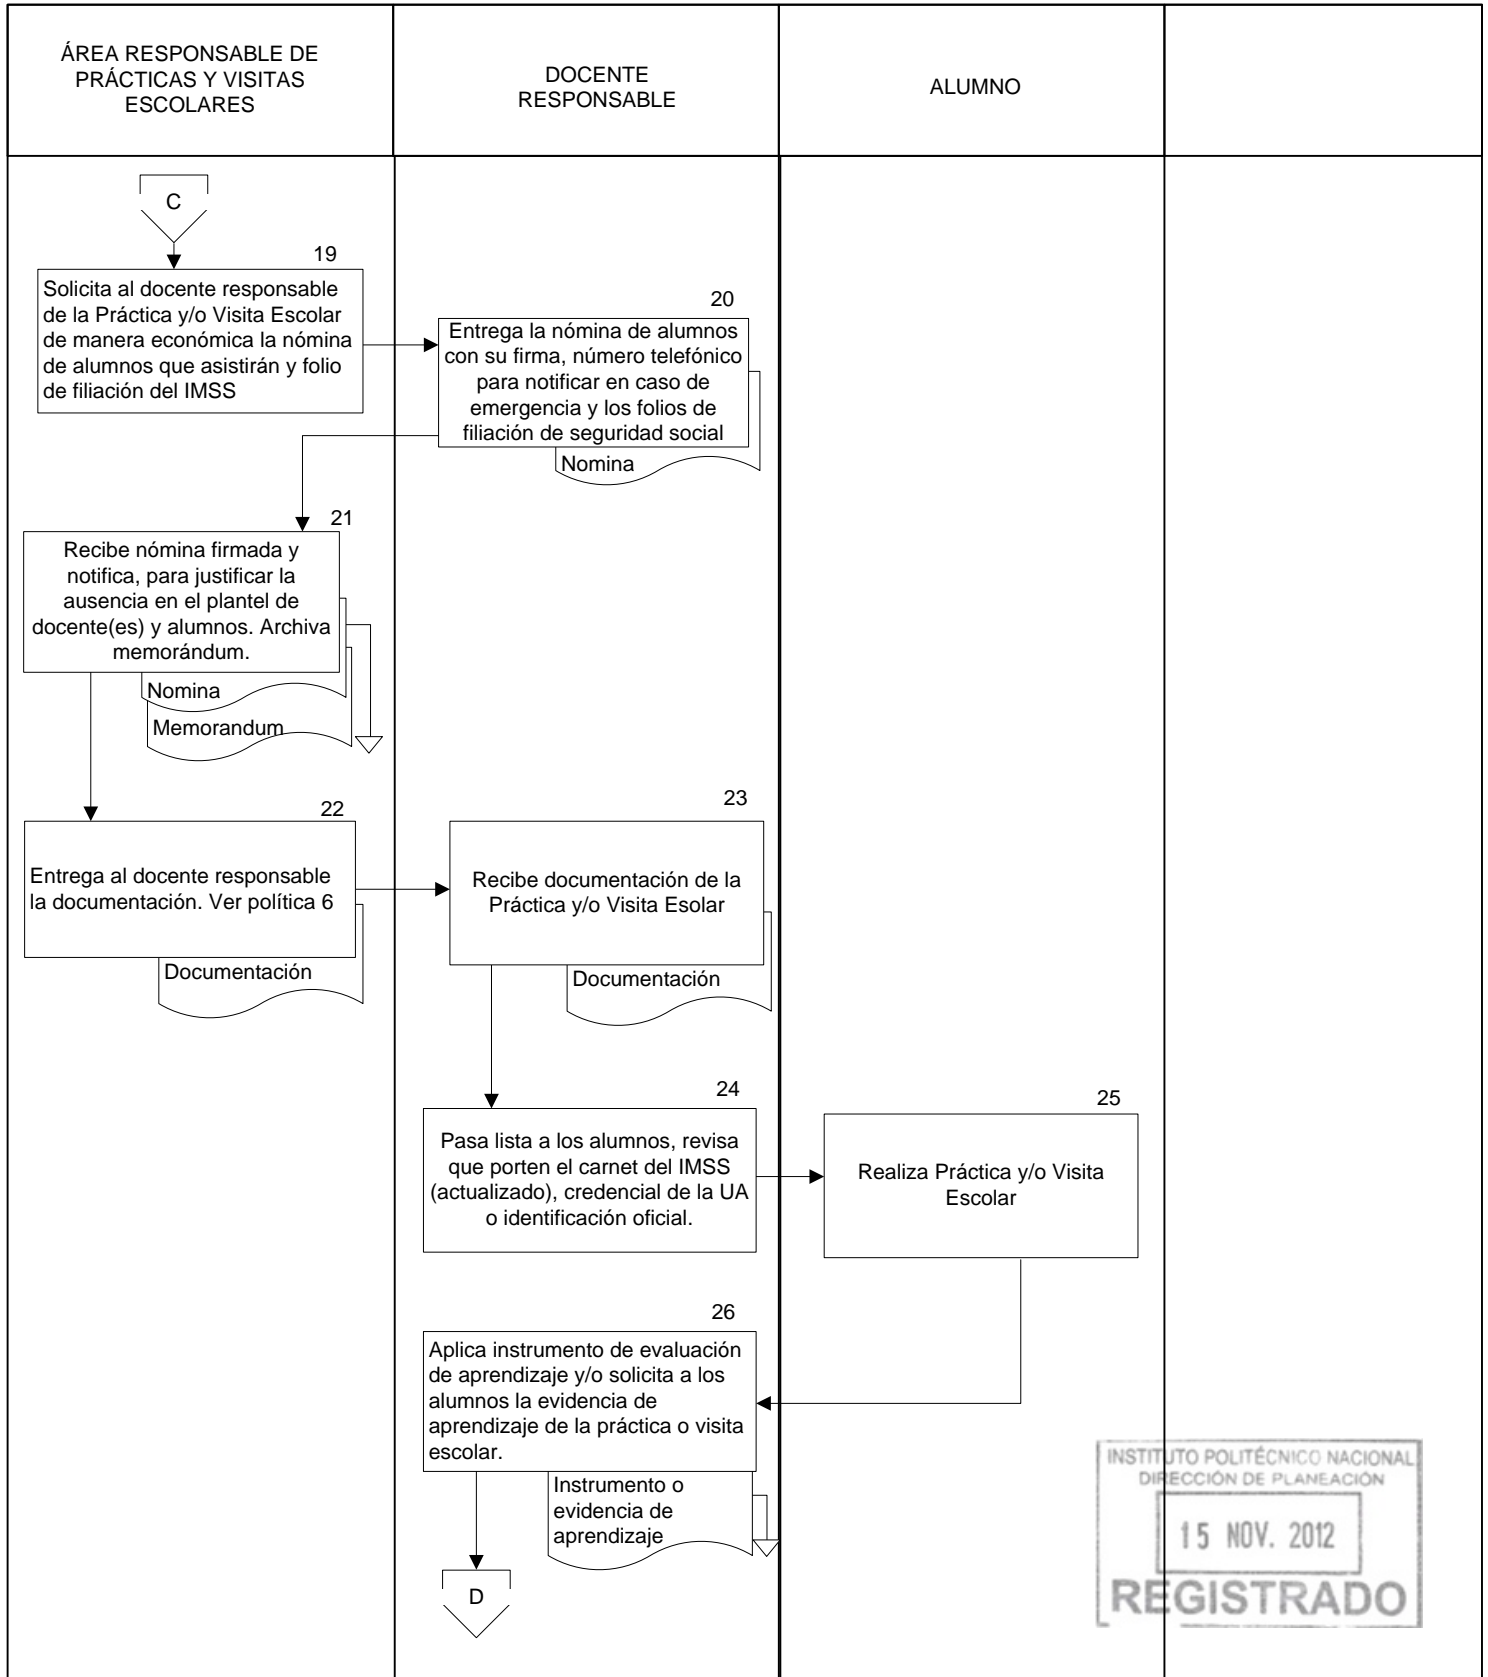 ÁREA RESPONSABLE DE
PRÁCTICAS Y VISITAS
ESCOLARES
DOCENTE
RESPONSABLE
ALUMNO
C
19
Solicita al docente responsable
de la Práctica y/o Visita Escolar
de manera económica la nómina
de alumnos que asistirán y folio
de filiación del IMSS
20
Entrega la nómina de alumnos
con su firma, número telefónico
para notificar en caso de
emergencia y los folios de
filiación de seguridad social
Nomina
21
Recibe nómina firmada y
notifica, para justificar la
ausencia en el plantel de
docente(es) y alumnos. Archiva
memorándum.
Nomina
Memorandum
22
Entrega al docente responsable
la documentación. Ver política 6
Documentación
23
Recibe documentación de la
Práctica y/o Visita Esolar
Documentación
24
Pasa lista a los alumnos, revisa
que porten el carnet del IMSS
(actualizado), credencial de la UA
o identificación oficial.
25
Realiza Práctica y/o Visita
Escolar
26
Aplica instrumento de evaluación
de aprendizaje y/o solicita a los
alumnos la evidencia de
aprendizaje de la práctica o visita
escolar.
Instrumento o
evidencia de
aprendizaje
D
INSTITUTO POLITÉCNICO NACIONAL
DIRECCIÓN DE PLANEACIÓN
15 NOV. 2012
REGISTRADO